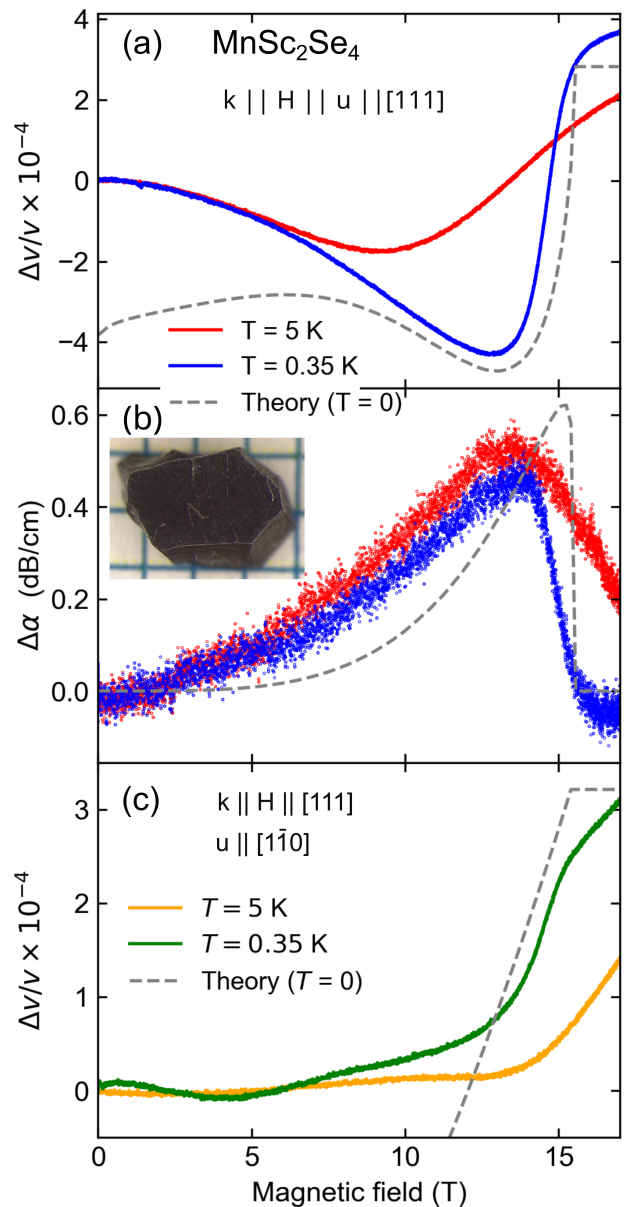 (a) MnSc₂Se₄
k || H || u ||[111]
4
2
0
−2
−4
Δv/v × 10⁻⁴
T = 5 K
T = 0.35 K
Theory (T = 0)
(b)
0.6
0.4
0.2
0.0
Δα (dB/cm)
(c)
k || H || [111]
u || [11̄0]
T = 5 K
T = 0.35 K
Theory (T = 0)
3
2
1
0
Δv/v × 10⁻⁴
0 5 10 15
Magnetic field (T)